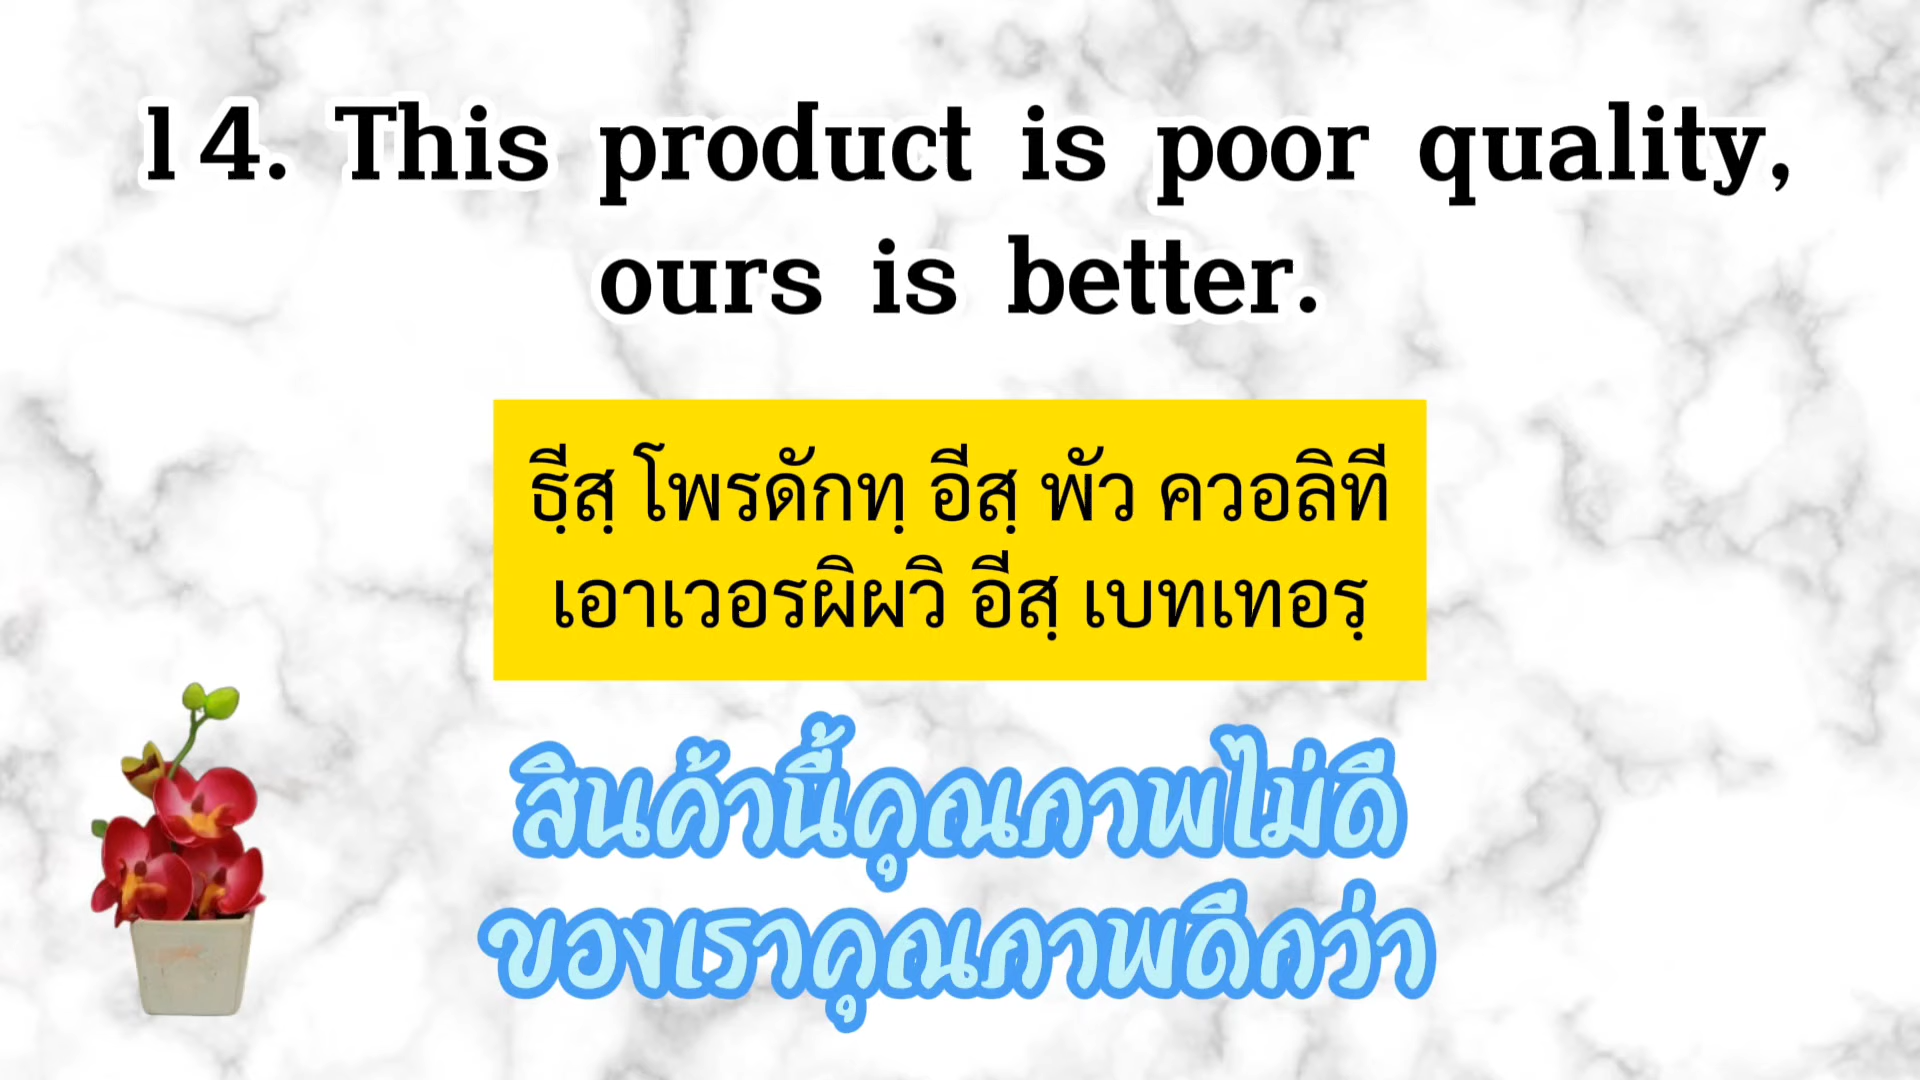 14. This product is poor quality,
ours is better.
ธฺีสฺ โพรดักทฺ อีสฺ พัว ควอลิที
เอาเวอรผิผวิ อีสฺ เบทเทอรฺ
สินค้านี้คุณภาพไม่ดี
ของเราคุณภาพดีกว่า